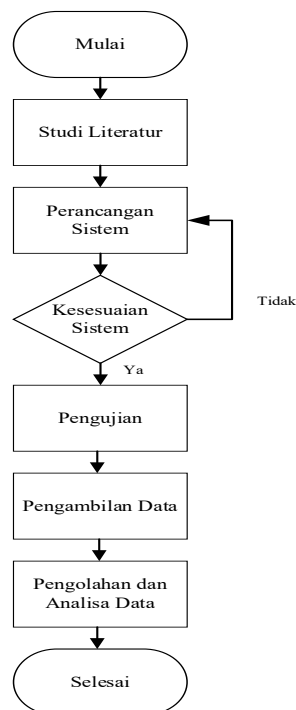 Mulai
Studi Literatur
Perancangan
Sistem
Kesesuaian
Sistem
Tidak
Ya
Pengujian
Pengambilan Data
Pengolahan dan
Analisa Data
Selesai